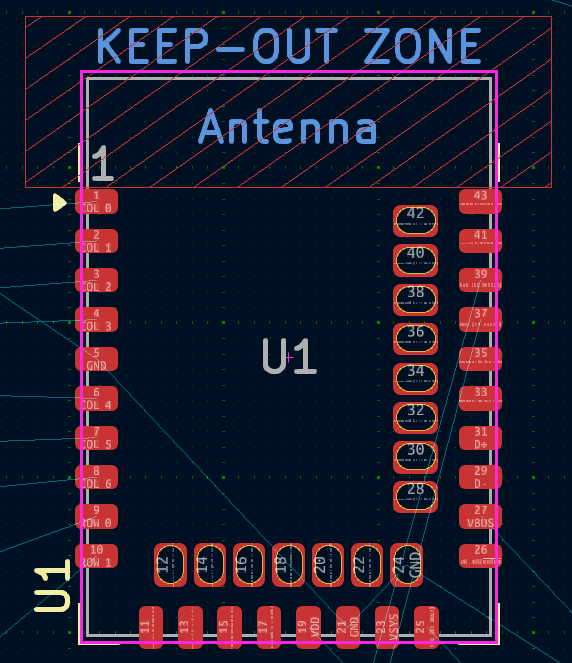 KEEP-OUT ZONE
Antenna
1
1
COL 0
2
COL 1
3
COL 2
4
COL 3
5
GND
6
COL 4
7
COL 5
8
COL 6
9
ROW 0
10
ROW 1
U1
43
41
39
37
35
33
31
D+
29
D-
27
VBUS
26
42
40
38
36
34
32
30
28
12
14
16
18
20
22
24
GND
11
13
15
17
19
VDD
21
GND
23
VSYS
25
U1